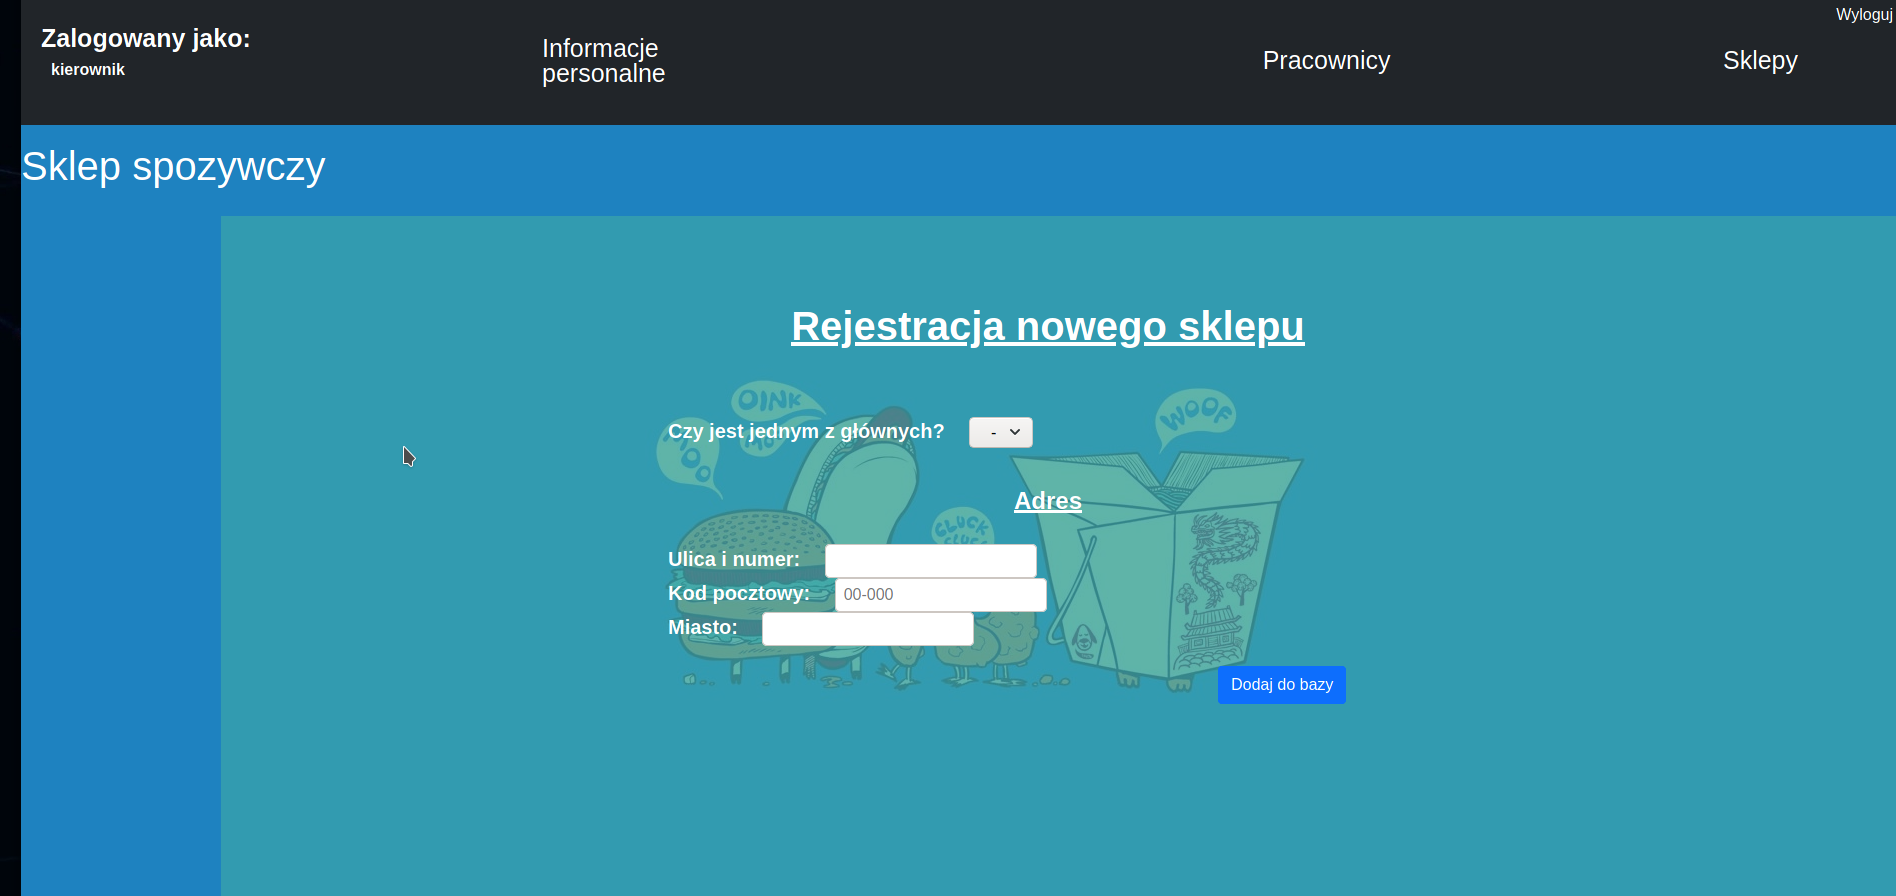 Wyloguj
Zalogowany jako:
kierownik
Informacje
personalne
Pracownicy
Sklepy
Sklep spozywczy
Rejestracja nowego sklepu
OINK
WOOF
MOO
Czy jest jednym z głównych?
-
Adres
CLUCK
Ulica i numer:
Kod pocztowy:
00-000
Miasto:
Dodaj do bazy